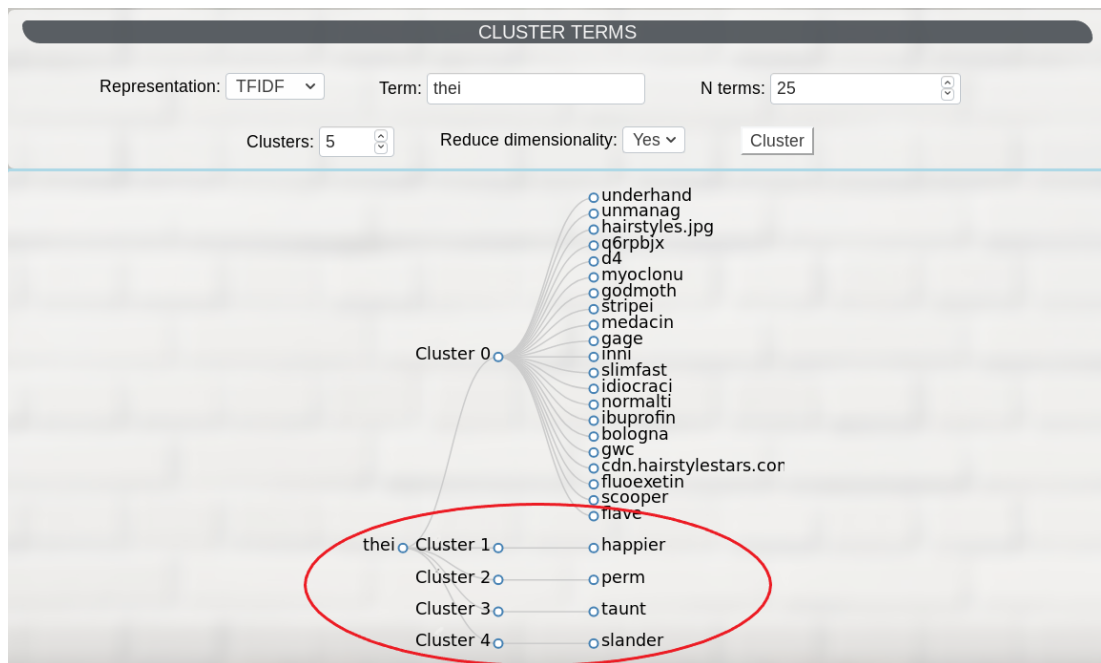 CLUSTER TERMS
Representation: TFIDF Term: thei N terms: 25
Clusters: 5 Reduce dimensionality: Yes Cluster
underhand
unmanag
hairstyles.jpg
q6rpbjx
d4
myoclonu
godmoth
stripei
medacin
gage
Cluster 0 inni
slimfast
idiocraci
normalti
ibuprofin
bologna
gwc
cdn.hairstylestars.cor
fluoexetin
scooper
flave
thei Cluster 1 happier
Cluster 2 perm
Cluster 3 taunt
Cluster 4 slander